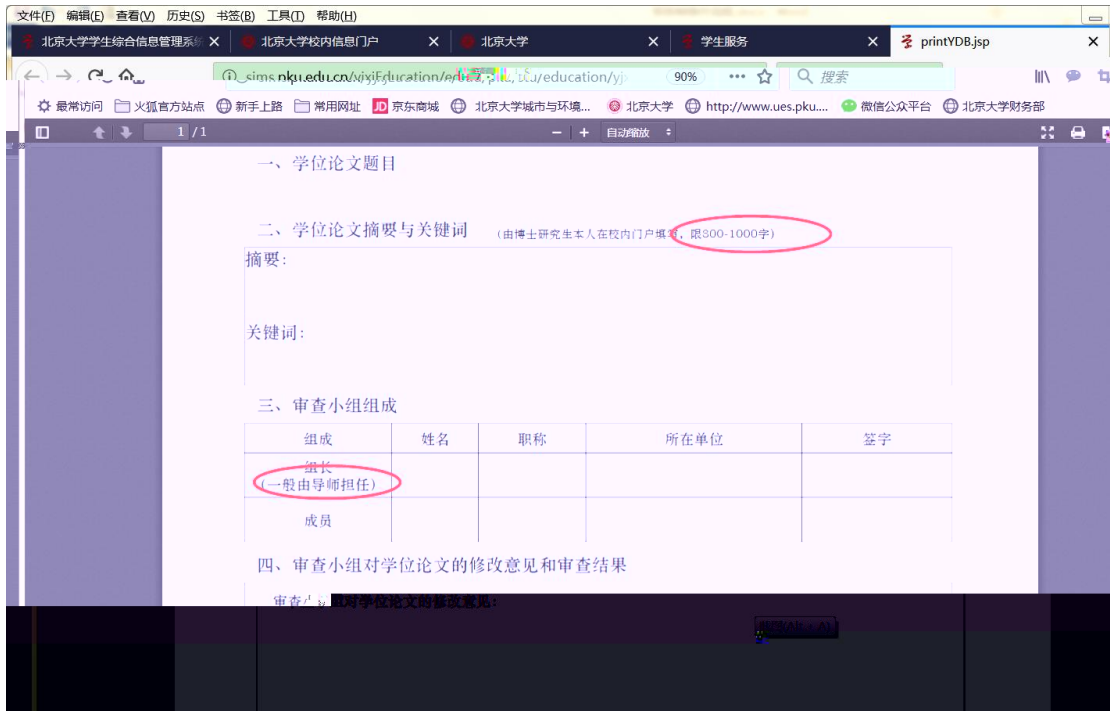 文件(F) 编辑(E) 查看(V) 历史(S) 书签(B) 工具(T) 帮助(H)
北京大学学生综合信息管理系统 北京大学校内信息门户 北京大学 学生服务 printYDB.jsp
90% 搜索
最常访问 火狐官方站点 新手上路 常用网址 JD 京东商城 北京大学城市与环境... 北京大学 http://www.ues.pku.... 微信公众平台 北京大学财务部
1 / 1 自动缩放
一、学位论文题目
二、学位论文摘要与关键词 (由博士研究生本人在校内门户填写，限800-1000字)
摘要:
关键词:
三、审查小组组成
组成 姓名 职称 所在单位 签字
组长
(一般由导师担任)
成员
四、审查小组对学位论文的修改意见和审查结果
审查小组对学位论文的修改意见: